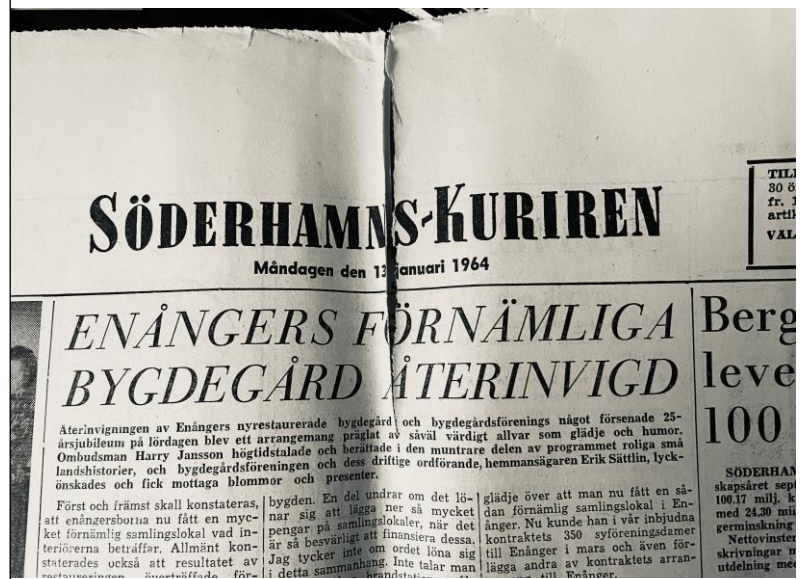 SÖDERHAMNS-KURIREN
Måndagen den 13 januari 1964
30 ö
fr. 1
VAL
ENÅNGERS FÖRNÄMLIGA
BYGDEGÅRD ÅTERINVIGD
Återinvigningen av Enångers nyrestaurerade bygdegård och bygdegårdsförenings något försenade 25-
årsjubileum på lördagen blev ett arrangemang präglat av såväl värdigt allvar som glädje och humor.
Ombudsman Harry Jansson högtidstalade och berättade i den muntrare delen av programmet roliga små
landshistorier, och bygdegårdsföreningen och dess driftige ordförande, hemmansägaren Erik Sättlin, lyck-
önskades och fick mottaga blommor och presenter.
Först och främst skall konstateras,
att enångersborna nu fått en myc-
ket förnämlig samlingslokal vad in-
teriörerna beträffar. Allmänt kon-
staterades också att resultatet av
restaureringen överträffade för-
bygden. En del undrar om det lö-
nar sig att lägga ner så mycket
pengar på samlingslokaler, när det
är så besvärligt att finansiera dessa.
Jag tycker inte om ordet löna sig
i detta sammanhang. Inte talar man
glädje över att man nu fått en så-
dan förnämlig samlingslokal i En-
ånger. Nu kunde han i vår inbjudna
kontraktets 350 syföreningsdamer
till Enånger i mars och även för-
lägga andra av kontraktets arran-
till Enånger.
Berg
leve
100
SÖDERHAM
skapsåret sept
100.17 milj. k
med 24.30 mil
germinskning
Nettovinsten
skrivningar m
utdelning med